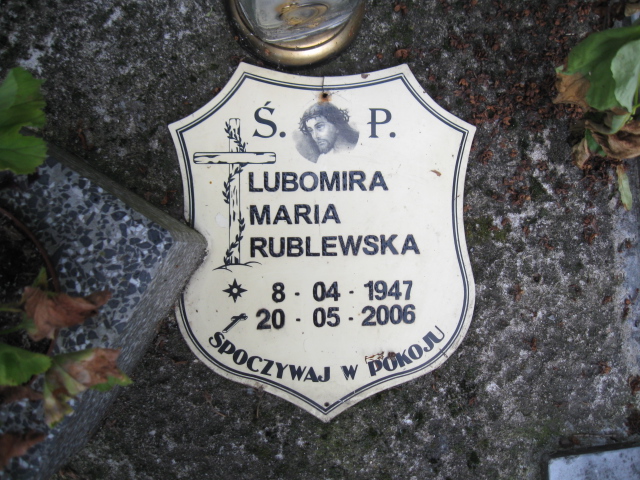 Ś. P.
LUBOMIRA
MARIA
RUBLEWSKA
8 - 04 - 1947
20 - 05 - 2006
SPOCZYWAJ W POKOJU